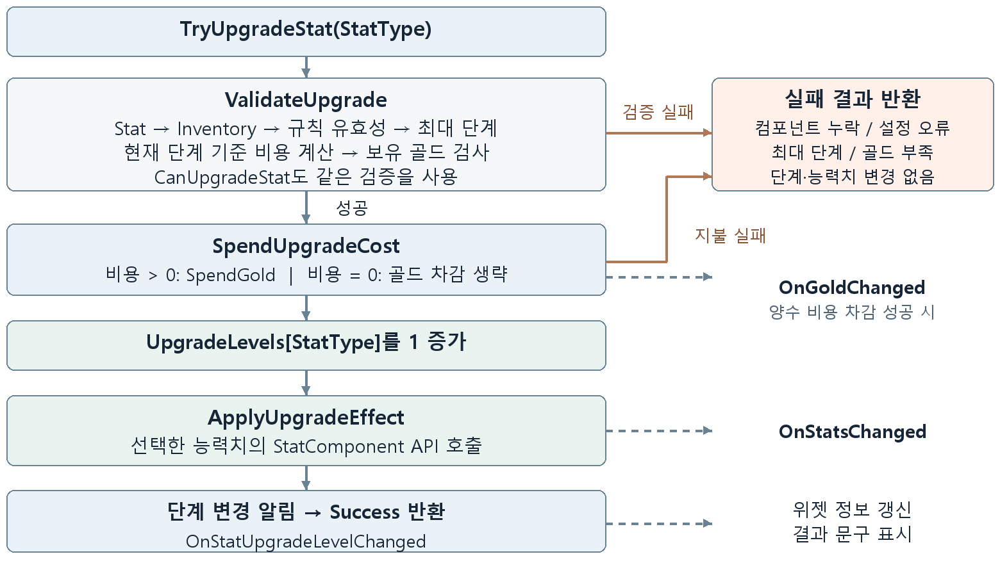 TryUpgradeStat(StatType)
ValidateUpgrade
Stat → Inventory → 규칙 유효성 → 최대 단계
현재 단계 기준 비용 계산 → 보유 골드 검사
CanUpgradeStat도 같은 검증을 사용
검증 실패
실패 결과 반환
컴포넌트 누락 / 설정 오류
최대 단계 / 골드 부족
단계·능력치 변경 없음
성공
SpendUpgradeCost
비용 > 0: SpendGold | 비용 = 0: 골드 차감 생략
지불 실패
OnGoldChanged
양수 비용 차감 성공 시
UpgradeLevels[StatType]를 1 증가
ApplyUpgradeEffect
선택한 능력치의 StatComponent API 호출
OnStatsChanged
단계 변경 알림 → Success 반환
OnStatUpgradeLevelChanged
위젯 정보 갱신
결과 문구 표시